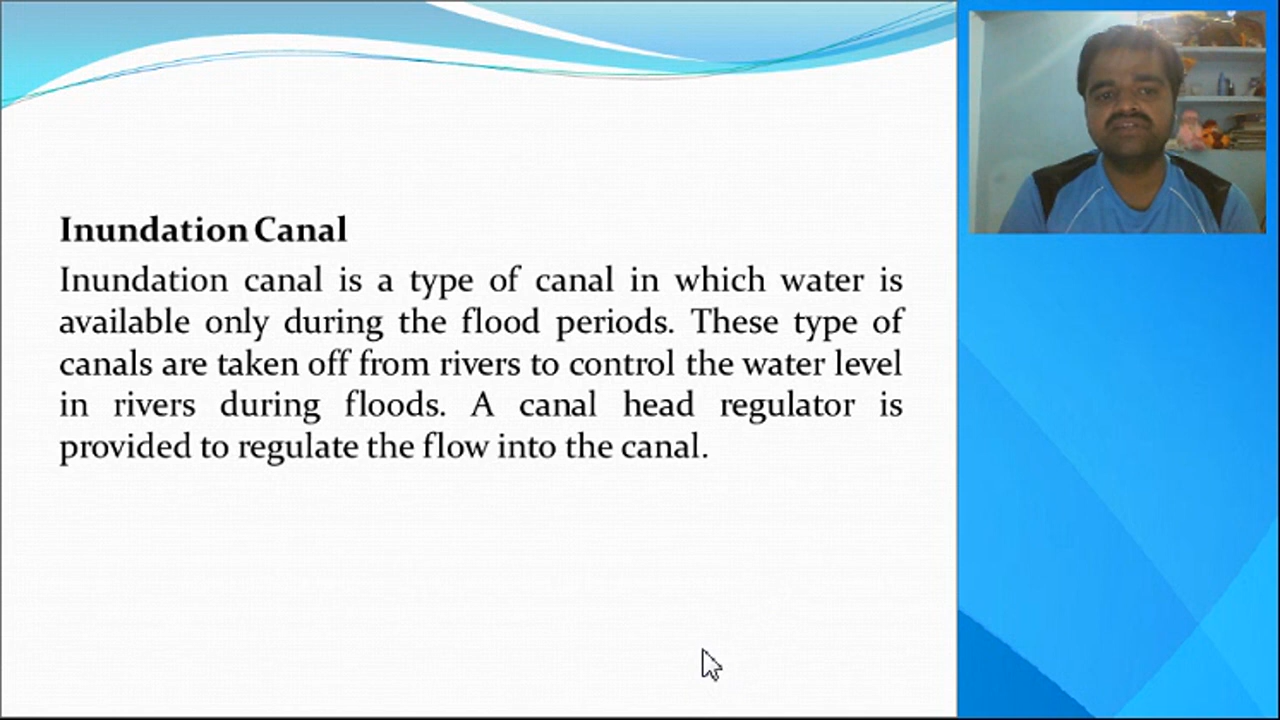 Inundation Canal
Inundation canal is a type of canal in which water is
available only during the flood periods. These type of
canals are taken off from rivers to control the water level
in rivers during floods. A canal head regulator is
provided to regulate the flow into the canal.